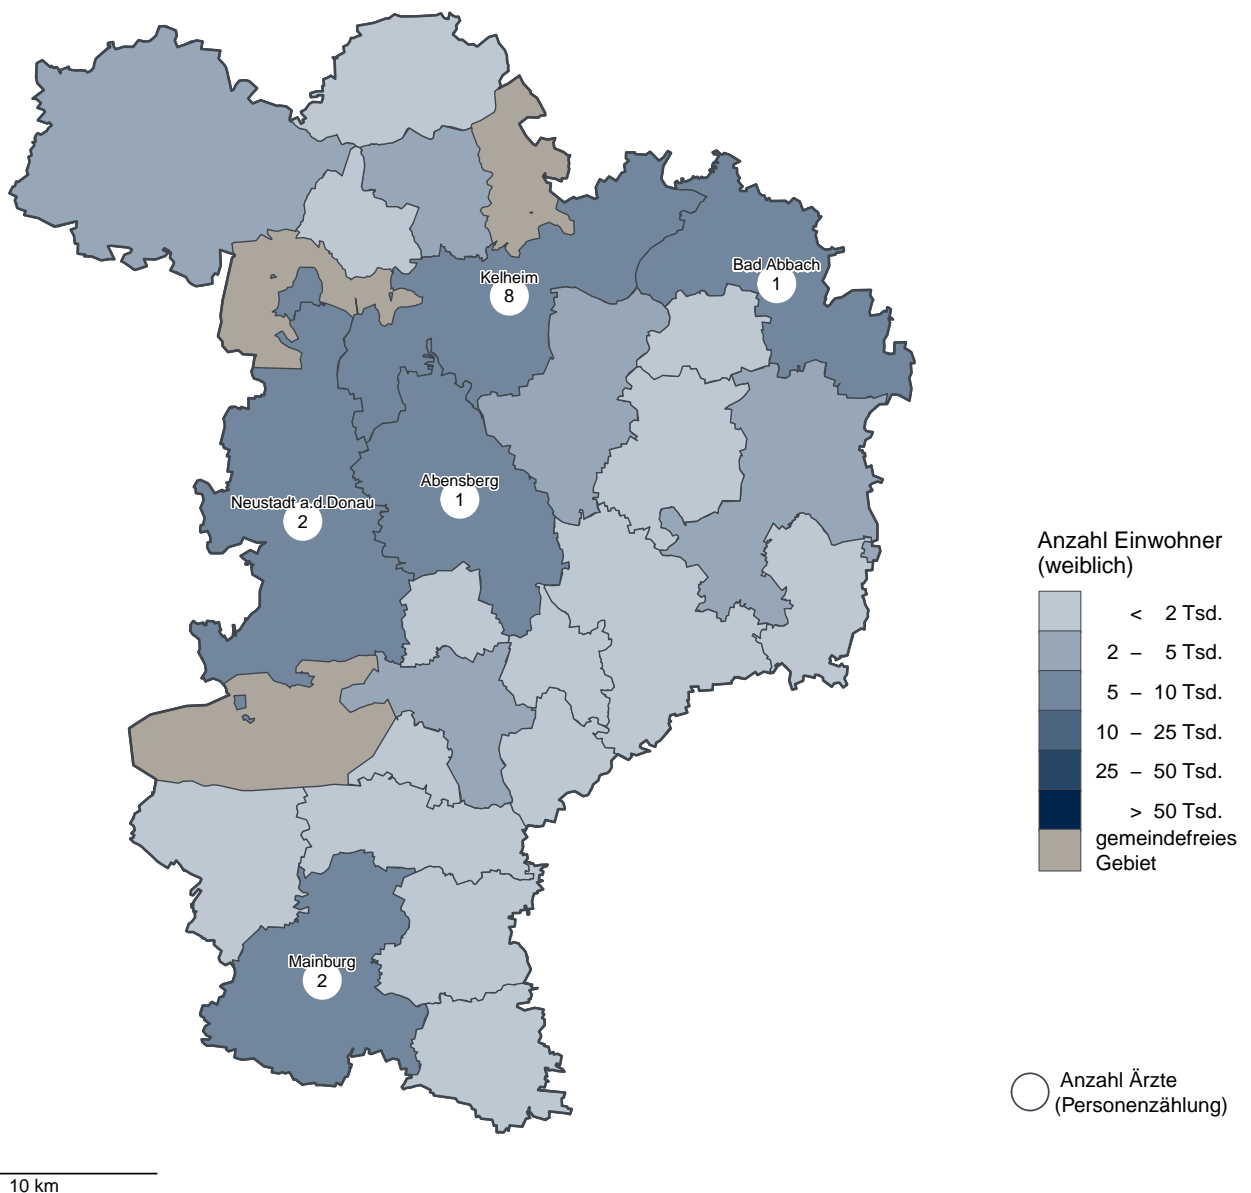 Kelheim
8
Bad Abbach
1
Abensberg
1
Neustadt a.d.Donau
2
Mainburg
2
Anzahl Einwohner
(weiblich)
< 2 Tsd.
2 – 5 Tsd.
5 – 10 Tsd.
10 – 25 Tsd.
25 – 50 Tsd.
> 50 Tsd.
gemeindefreies
Gebiet
Anzahl Ärzte
(Personenzählung)
10 km